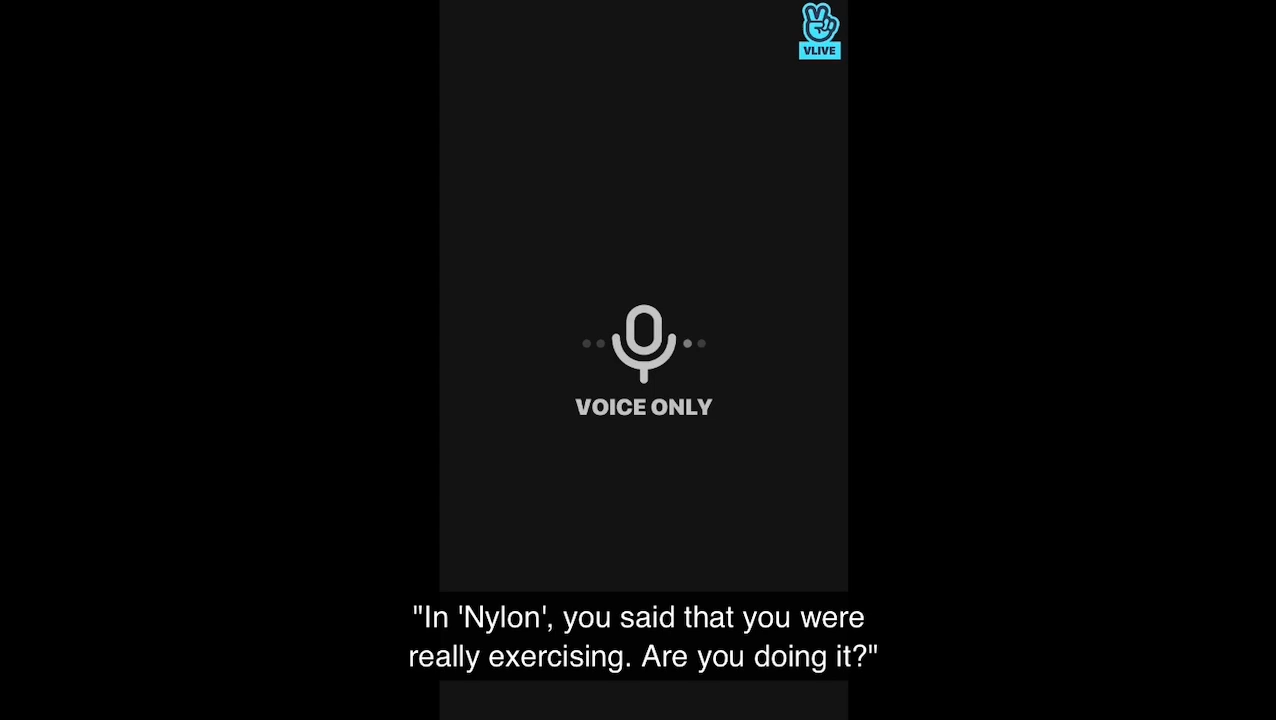 VLIVE
VOICE ONLY
"In 'Nylon', you said that you were
really exercising. Are you doing it?"